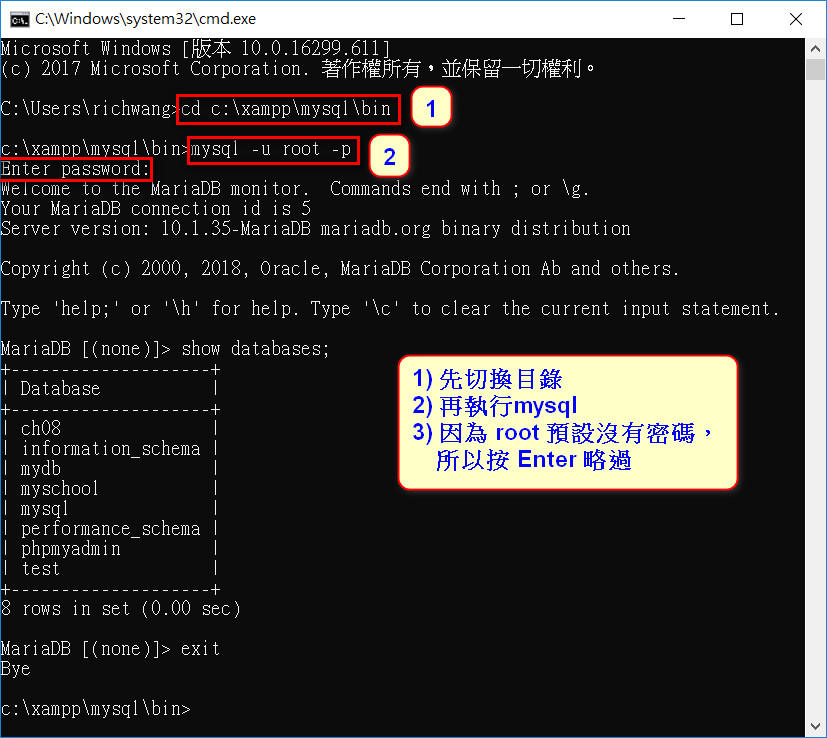 C:\Windows\system32\cmd.exe
Microsoft Windows [版本 10.0.16299.611]
(c) 2017 Microsoft Corporation. 著作權所有，並保留一切權利。
C:\Users\richwang>cd c:\xampp\mysql\bin
1
c:\xampp\mysql\bin>mysql -u root -p
2
Enter password:
Welcome to the MariaDB monitor.  Commands end with ; or \g.
Your MariaDB connection id is 5
Server version: 10.1.35-MariaDB mariadb.org binary distribution
Copyright (c) 2000, 2018, Oracle, MariaDB Corporation Ab and others.
Type 'help;' or '\h' for help. Type '\c' to clear the current input statement.
MariaDB [(none)]> show databases;
+--------------------+
| Database           |
+--------------------+
| ch08               |
| information_schema |
| mydb               |
| myschool           |
| mysql              |
| performance_schema |
| phpmyadmin         |
| test               |
+--------------------+
8 rows in set (0.00 sec)
MariaDB [(none)]> exit
Bye
c:\xampp\mysql\bin>
1) 先切換目錄
2) 再執行mysql
3) 因為 root 預設沒有密碼，
所以按 Enter 略過